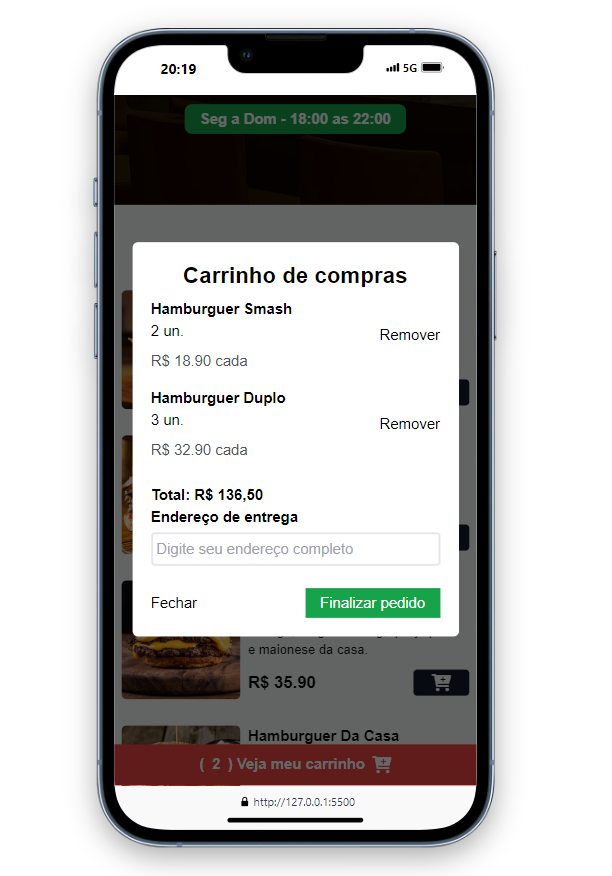 20:19
5G
Seg a Dom - 18:00 as 22:00
Carrinho de compras
Hamburguer Smash
2 un.
Remover
R$ 18.90 cada
Hamburguer Duplo
3 un.
Remover
R$ 32.90 cada
Total: R$ 136,50
Endereço de entrega
Digite seu endereço completo
Fechar
Finalizar pedido
e maionese da casa.
R$ 35.90
Hamburguer Da Casa
( 2 ) Veja meu carrinho
http://127.0.0.1:5500